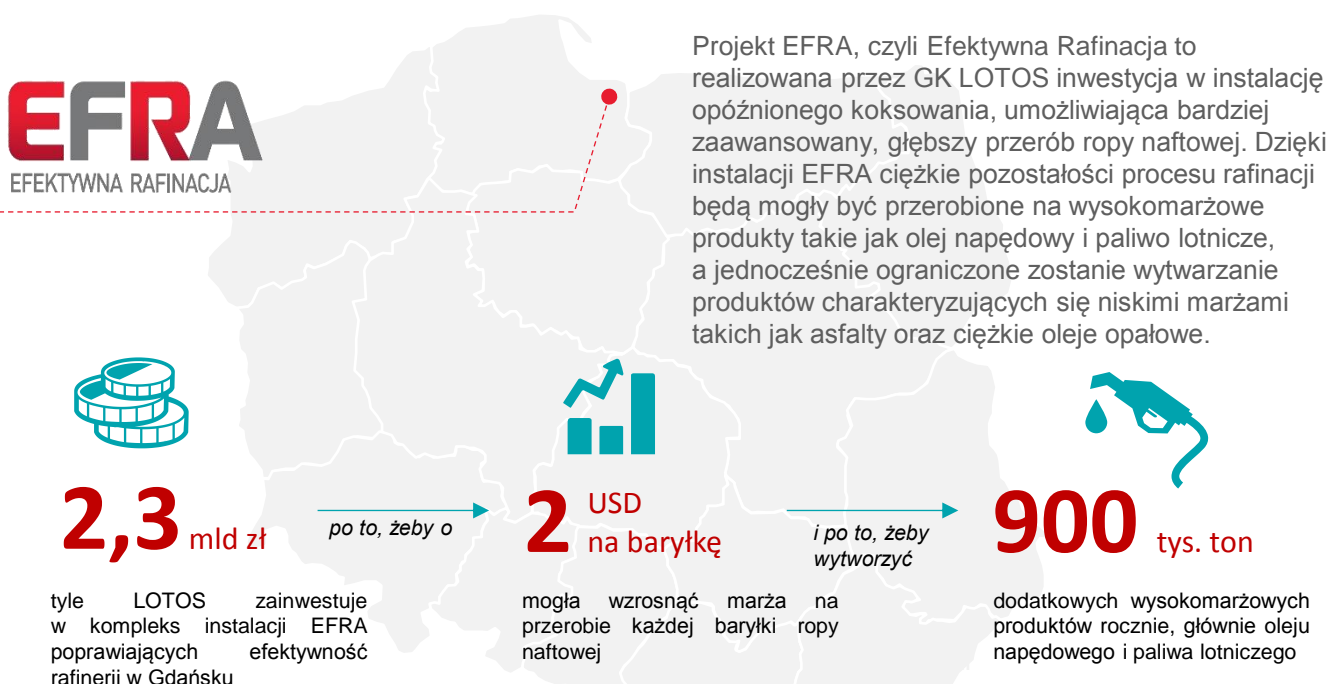 EFRA
EFEKTYWNA RAFINACJA
Projekt EFRA, czyli Efektywna Rafinacja to
realizowana przez GK LOTOS inwestycja w instalację
opóźnionego koksowania, umożliwiająca bardziej
zaawansowany, głębszy przerób ropy naftowej. Dzięki
instalacji EFRA ciężkie pozostałości procesu rafinacji
będą mogły być przerobione na wysokomarżowe
produkty takie jak olej napędowy i paliwo lotnicze,
a jednocześnie ograniczone zostanie wytwarzanie
produktów charakteryzujących się niskimi marżami
takich jak asfalty oraz ciężkie oleje opałowe.
2,3 mld zł
tyle LOTOS zainwestuje
w kompleks instalacji EFRA
poprawiających efektywność
rafinerii w Gdańsku
po to, żeby o
2 USD
na baryłkę
mogła wzrosnąć marża na
przerobie każdej baryłki ropy
naftowej
i po to, żeby
wytworzyć
900 tys. ton
dodatkowych wysokomarżowych
produktów rocznie, głównie oleju
napędowego i paliwa lotniczego